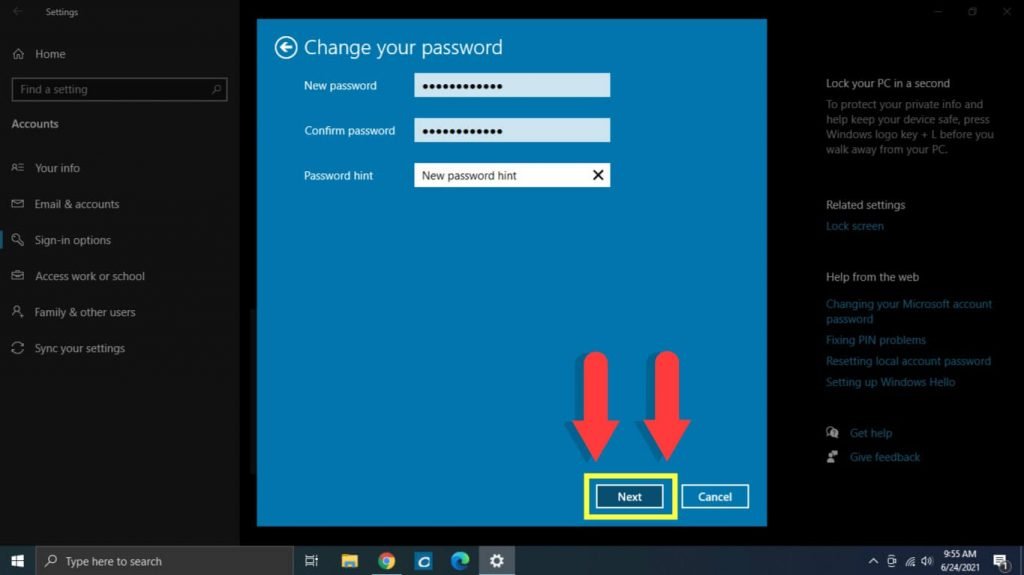 Settings
Home
Find a setting
Accounts
Your info
Email & accounts
Sign-in options
Access work or school
Family & other users
Sync your settings
Change your password
New password ••••••••••••
Confirm password ••••••••••••
Password hint New password hint
Next
Cancel
Lock your PC in a second
To protect your private info and
help keep your device safe, press
Windows logo key + L before you
walk away from your PC.
Related settings
Lock screen
Help from the web
Changing your Microsoft account
password
Fixing PIN problems
Resetting local account password
Setting up Windows Hello
Get help
Give feedback
Type here to search
9:55 AM
6/24/2021
1